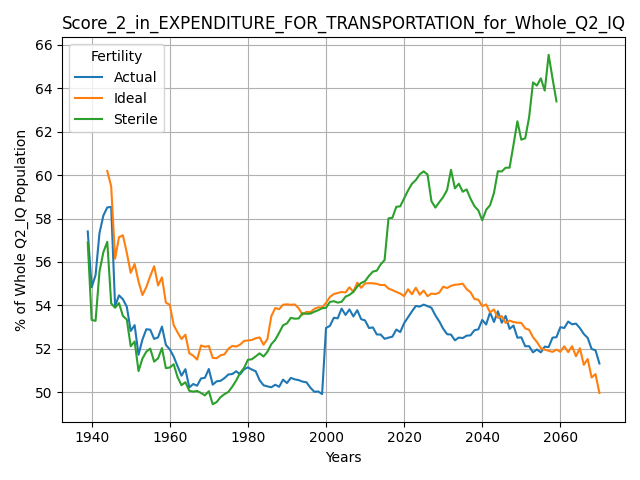 Score_2_in_EXPENDITURE_FOR_TRANSPORTATION_for_Whole_Q2_IQ
% of Whole Q2_IQ Population
66
64
62
60
58
56
54
52
50
Fertility
Actual
Ideal
Sterile
1940 1960 1980 2000 2020 2040 2060
Years